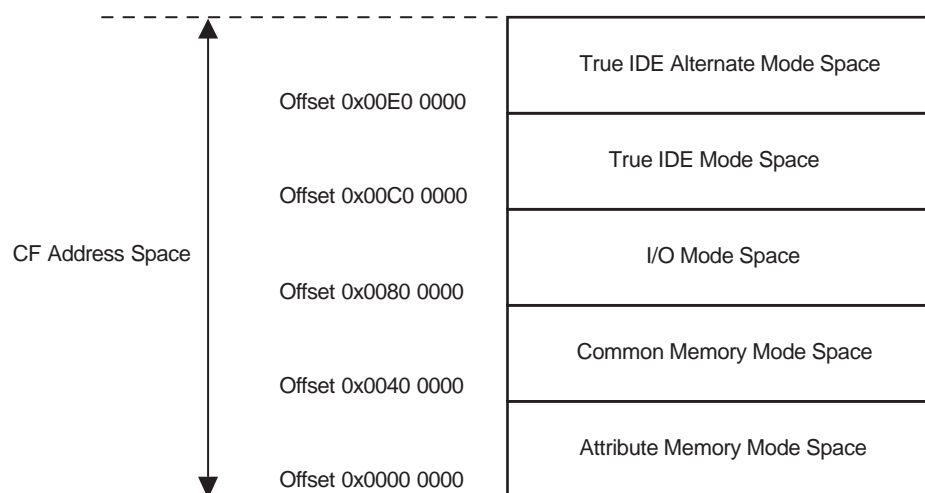 True IDE Alternate Mode Space
Offset 0x00E0 0000
True IDE Mode Space
Offset 0x00C0 0000
CF Address Space
I/O Mode Space
Offset 0x0080 0000
Common Memory Mode Space
Offset 0x0040 0000
Attribute Memory Mode Space
Offset 0x0000 0000